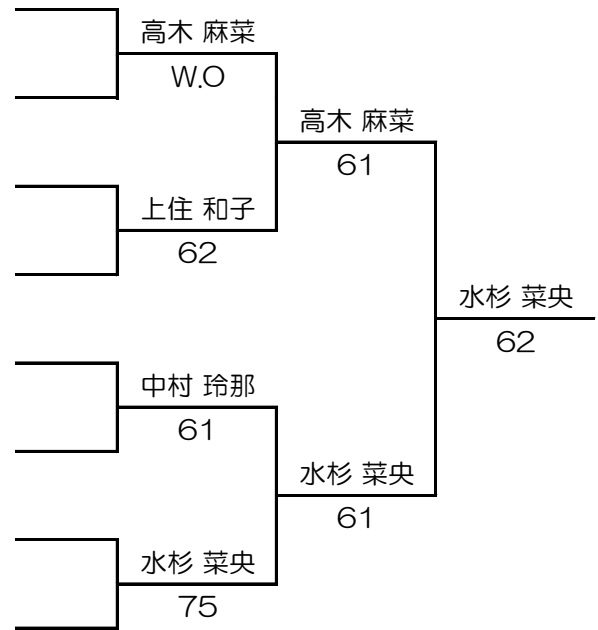 高木 麻菜
W.O
高木 麻菜
61
上住 和子
62
水杉 菜央
62
中村 玲那
61
水杉 菜央
61
水杉 菜央
75